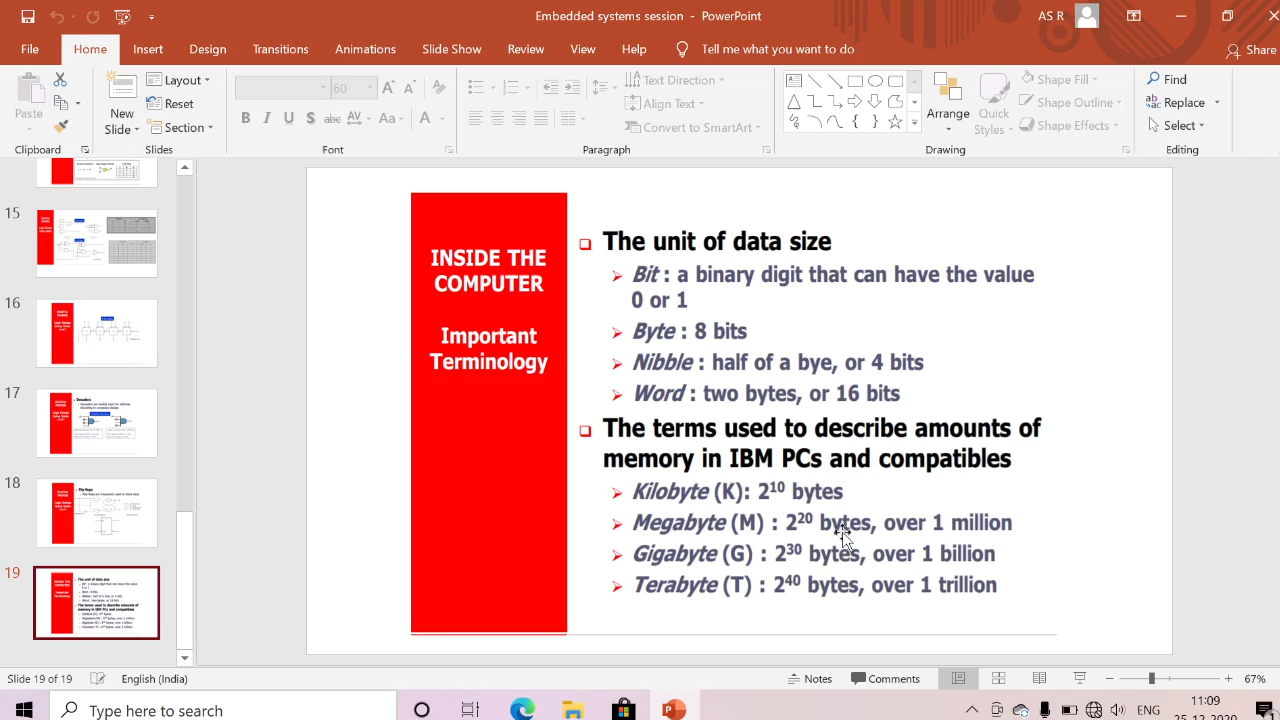 Embedded systems session - PowerPoint
AS R
File Home Insert Design Transitions Animations Slide Show Review View Help Tell me what you want to do Share
Paste
Clipboard
New
Slide
Layout
Reset
Section
Slides
60
B I U S abc AV Aa A
Font
Text Direction
Align Text
Convert to SmartArt
Paragraph
Arrange
Quick
Styles
Shape Fill
Shape Outline
Shape Effects
Drawing
Find
Replace
Select
Editing
15
16
17
18
19
INSIDE THE
COMPUTER
Important
Terminology
The unit of data size
Bit : a binary digit that can have the value
0 or 1
Byte : 8 bits
Nibble : half of a bye, or 4 bits
Word : two bytes, or 16 bits
The terms used to describe amounts of
memory in IBM PCs and compatibles
Kilobyte (K): 2¹⁰ bytes
Megabyte (M) : 2²⁰ bytes, over 1 million
Gigabyte (G) : 2³⁰ bytes, over 1 billion
Terabyte (T) : 2⁴⁰ bytes, over 1 trillion
Slide 19 of 19 English (India) Notes Comments 67%
Type here to search
ENG
11:09